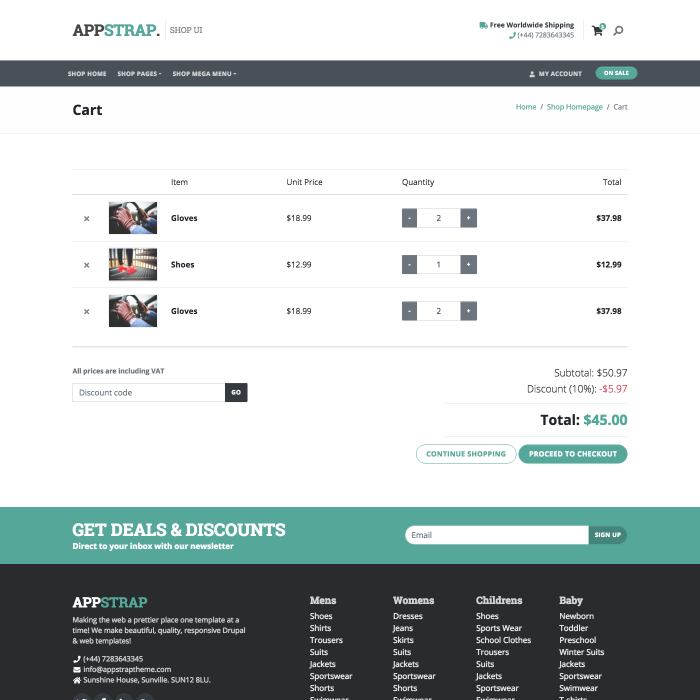 APPSTRAP. SHOP UI
Free Worldwide Shipping
(+44) 7283643345
SHOP HOME SHOP PAGES SHOP MEGA MENU MY ACCOUNT ON SALE
Cart
Home / Shop Homepage / Cart
Item Unit Price Quantity Total
× Gloves $18.99 - 2 + $37.98
× Shoes $12.99 - 1 + $12.99
× Gloves $18.99 - 2 + $37.98
All prices are including VAT
Discount code GO
Subtotal: $50.97
Discount (10%): -$5.97
Total: $45.00
CONTINUE SHOPPING PROCEED TO CHECKOUT
GET DEALS & DISCOUNTS
Direct to your inbox with our newsletter
Email SIGN UP
APPSTRAP
Making the web a prettier place one template at a
time! We make beautiful, quality, responsive Drupal
& web templates!
(+44) 7283643345
info@appstraptheme.com
Sunshine House, Sunville, SUN12 8LU.
Mens
Shoes
Shirts
Trousers
Suits
Jackets
Sportswear
Shorts
Swimwear
Womens
Dresses
Jeans
Skirts
Suits
Jackets
Sportswear
Shorts
Swimwear
Childrens
Shoes
Sports Wear
School Clothes
Trousers
Suits
Jackets
Sportswear
Swimwear
Baby
Newborn
Toddler
Preschool
Winter Suits
Jackets
Sportswear
Swimwear
T-shirts